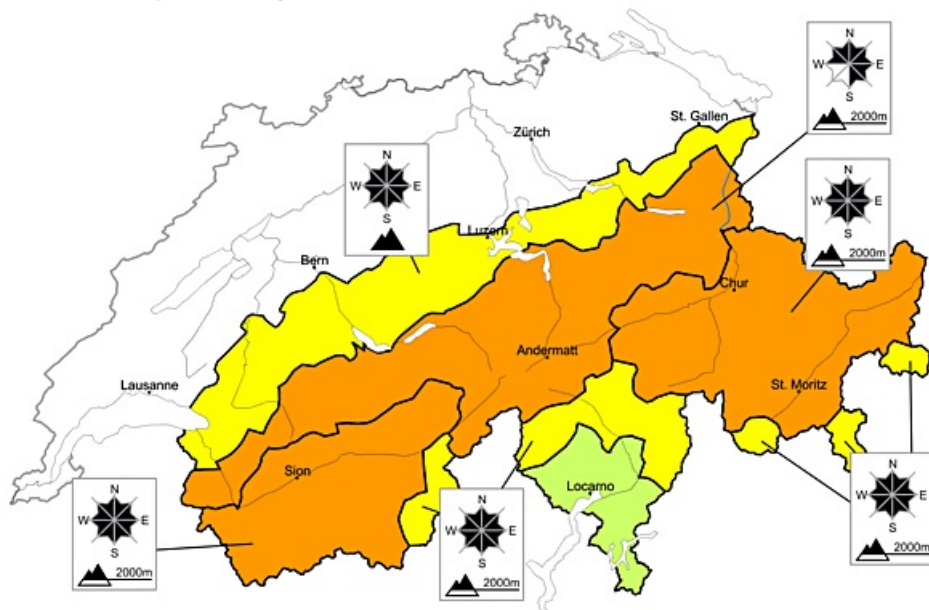 N
W E
S
2000m
St. Gallen
Zürich
N
W E
S
2000m
N
W E
S
Luzern
Bern
Chur
Andermatt
Lausanne
St. Moritz
Sion
Locarno
N
W E
S
2000m
N
W E
S
2000m
N
W E
S
2000m